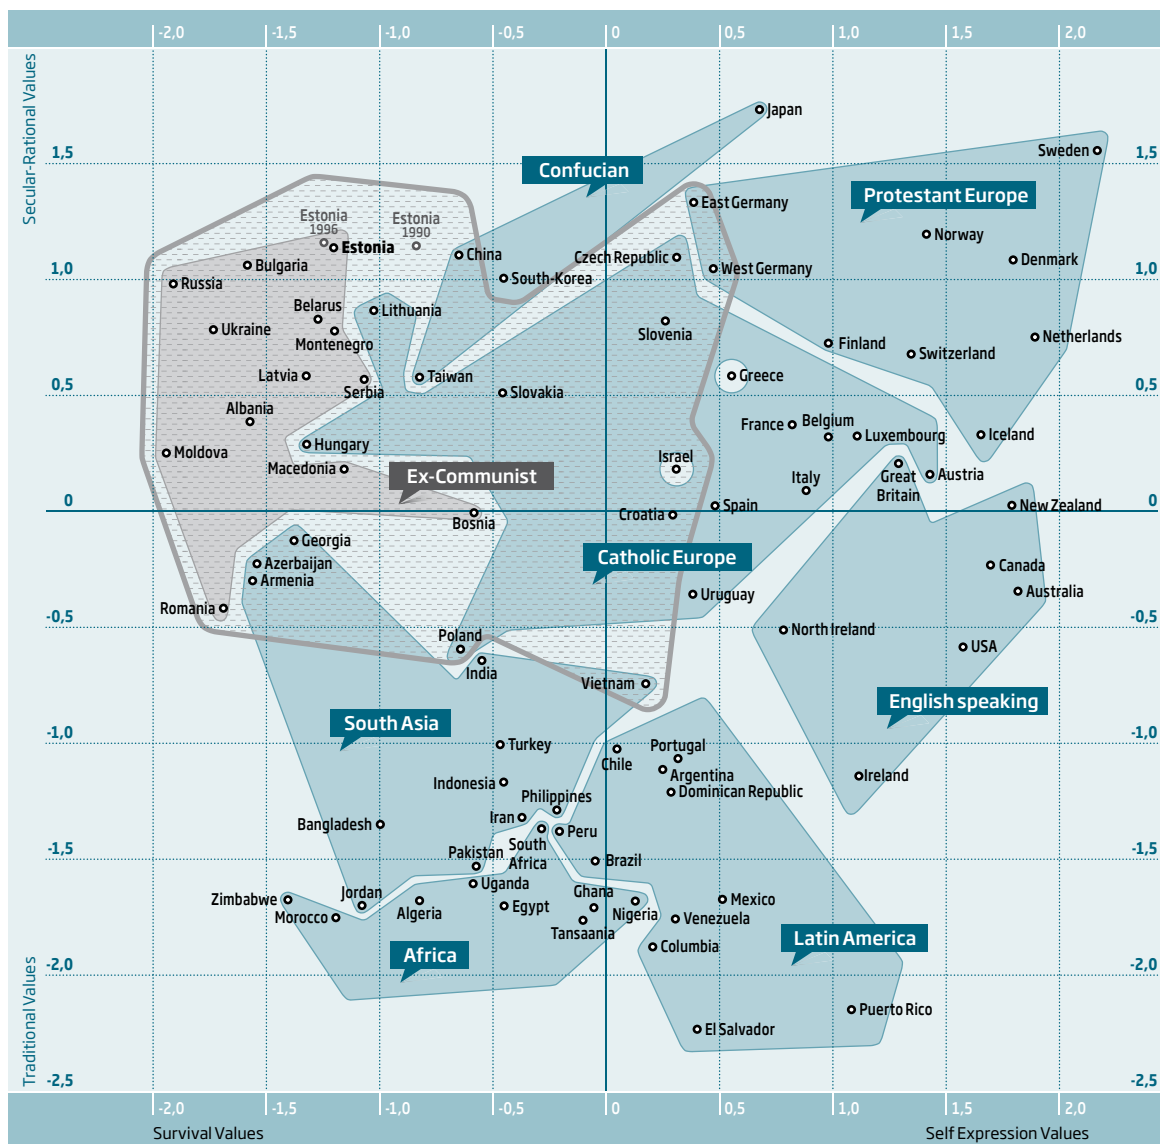 -2,0 -1,5 -1,0 -0,5 0 0,5 1,0 1,5 2,0
Secular-Rational Values
Japan
1,5 1,5
Sweden
Confucian
Protestant Europe
East Germany
Estonia
1996
Estonia
1990
Norway
Estonia
China
Czech Republic
Denmark
Bulgaria
West Germany
1,0 1,0
Russia
South-Korea
Belarus
Lithuania
Ukraine
Montenegro
Slovenia
Netherlands
Finland
Switzerland
Latvia
Serbia
Taiwan
Greece
Slovakia
0,5 0,5
Albania
France
Belgium
Luxembourg
Iceland
Hungary
Moldova
Macedonia
Israel
Great
Britain
Austria
Ex-Communist
Italy
0 0
Bosnia
Croatia
Spain
New Zealand
Georgia
Catholic Europe
Azerbaijan
Armenia
Canada
Australia
Romania
Uruguay
-0,5 -0,5
North Ireland
Poland
USA
India
Vietnam
English speaking
South Asia
-1,0 -1,0
Turkey
Chile
Portugal
Argentina
Ireland
Indonesia
Dominican Republic
Philippines
Iran
Bangladesh
South
Africa
Peru
-1,5 -1,5
Pakistan
Brazil
Uganda
Zimbabwe
Jordan
Ghana
Mexico
Morocco
Algeria
Egypt
Nigeria
Tansaania
Venezuela
Columbia
Latin America
Africa
-2,0 -2,0
Puerto Rico
El Salvador
Traditional Values
-2,5 -2,5
-2,0 -1,5 -1,0 -0,5 0 0,5 1,0 1,5 2,0
Survival Values
Self Expression Values